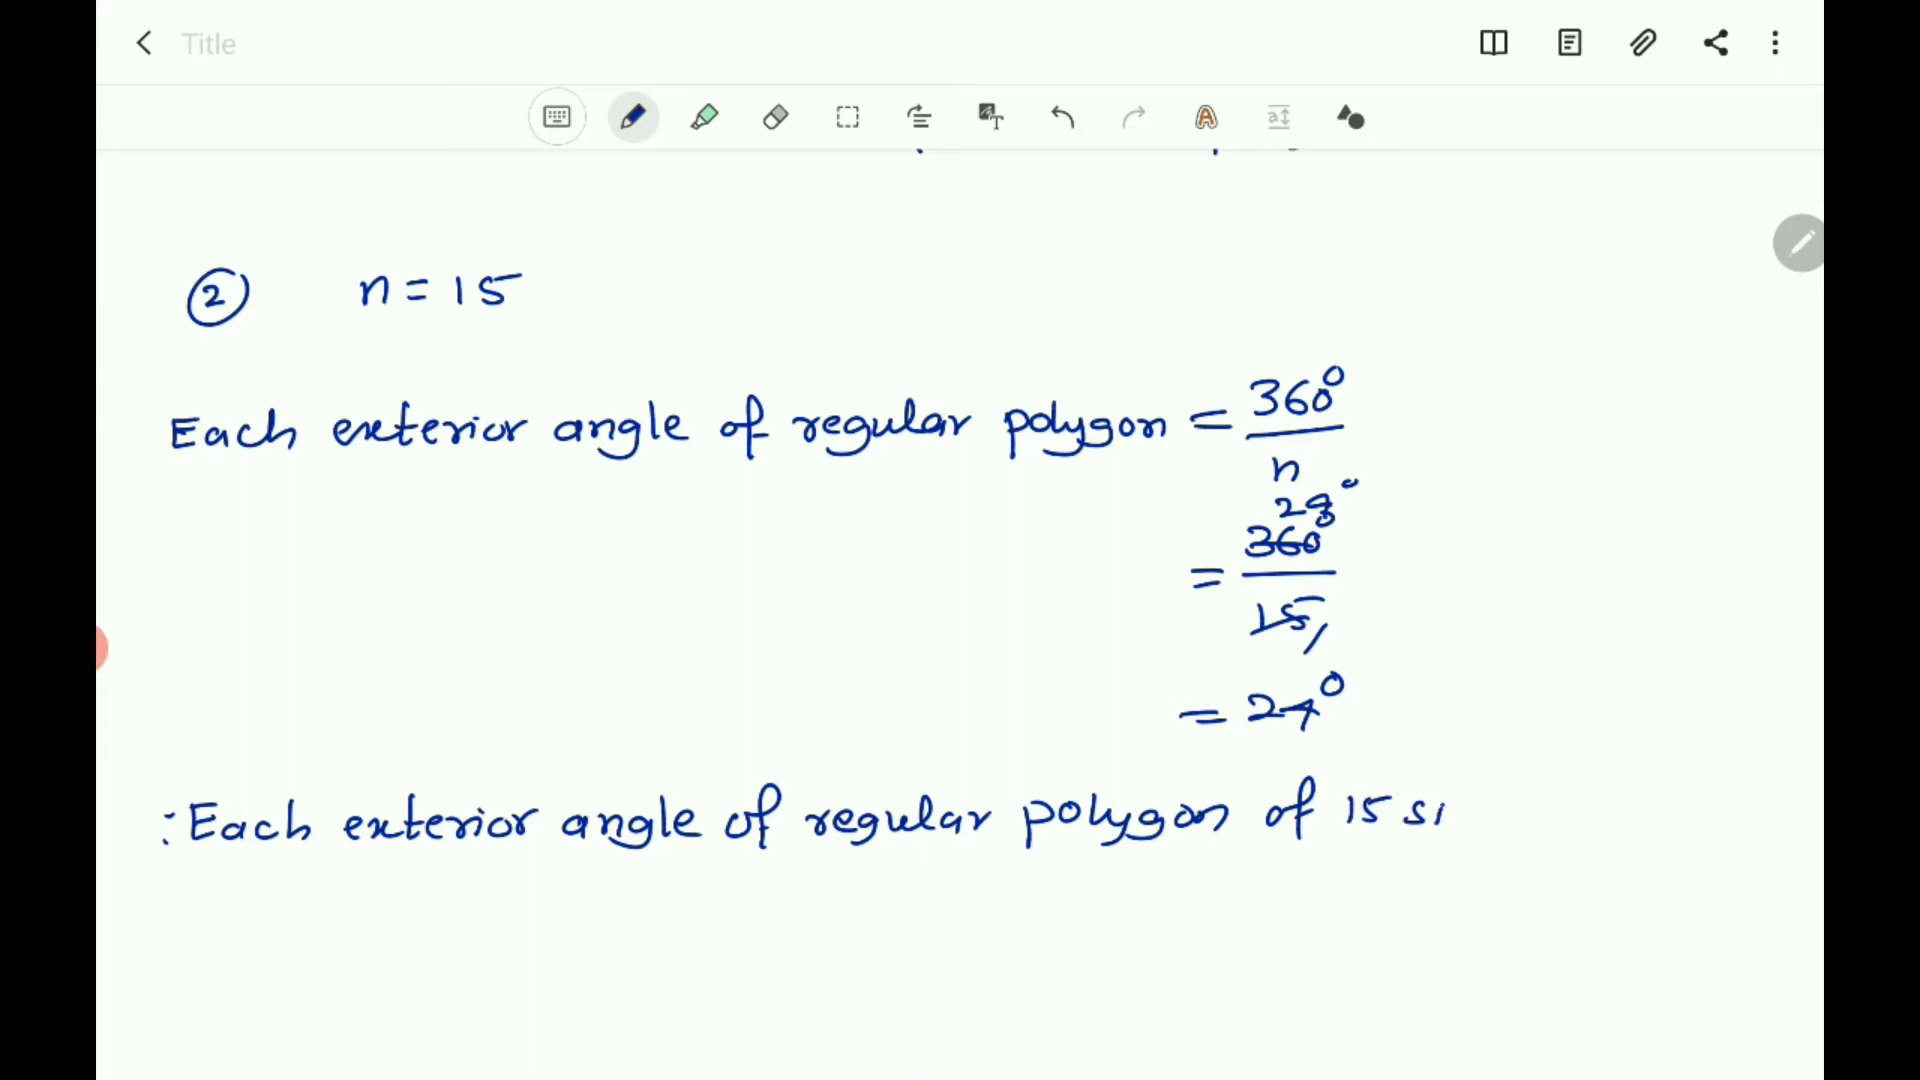 Title
② n = 15
Each exterior angle of regular polygon = 360°/n
= 360/15
= 24°
∴ Each exterior angle of regular polygon of 15 si